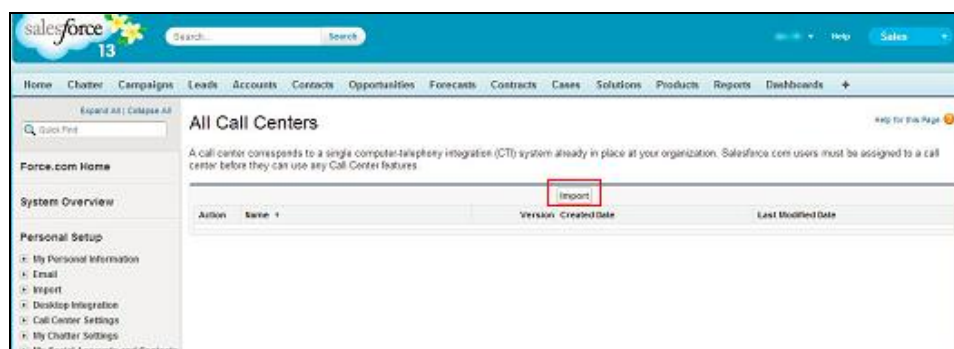 salesforce
13
Search...
Search
Help
Sales
Home Chatter Campaigns Leads Accounts Contacts Opportunities Forecasts Contracts Cases Solutions Products Reports Dashboards +
Expand All | Collapse All
Quick Find
All Call Centers
Help for this Page
A call center corresponds to a single computer-telephony integration (CTI) system already in place at your organization. Salesforce.com users must be assigned to a call
center before they can use any Call Center features.
Force.com Home
Import
System Overview
Action Name Version Created Date Last Modified Date
Personal Setup
My Personal Information
Email
Import
Desktop Integration
Call Center Settings
My Chatter Settings